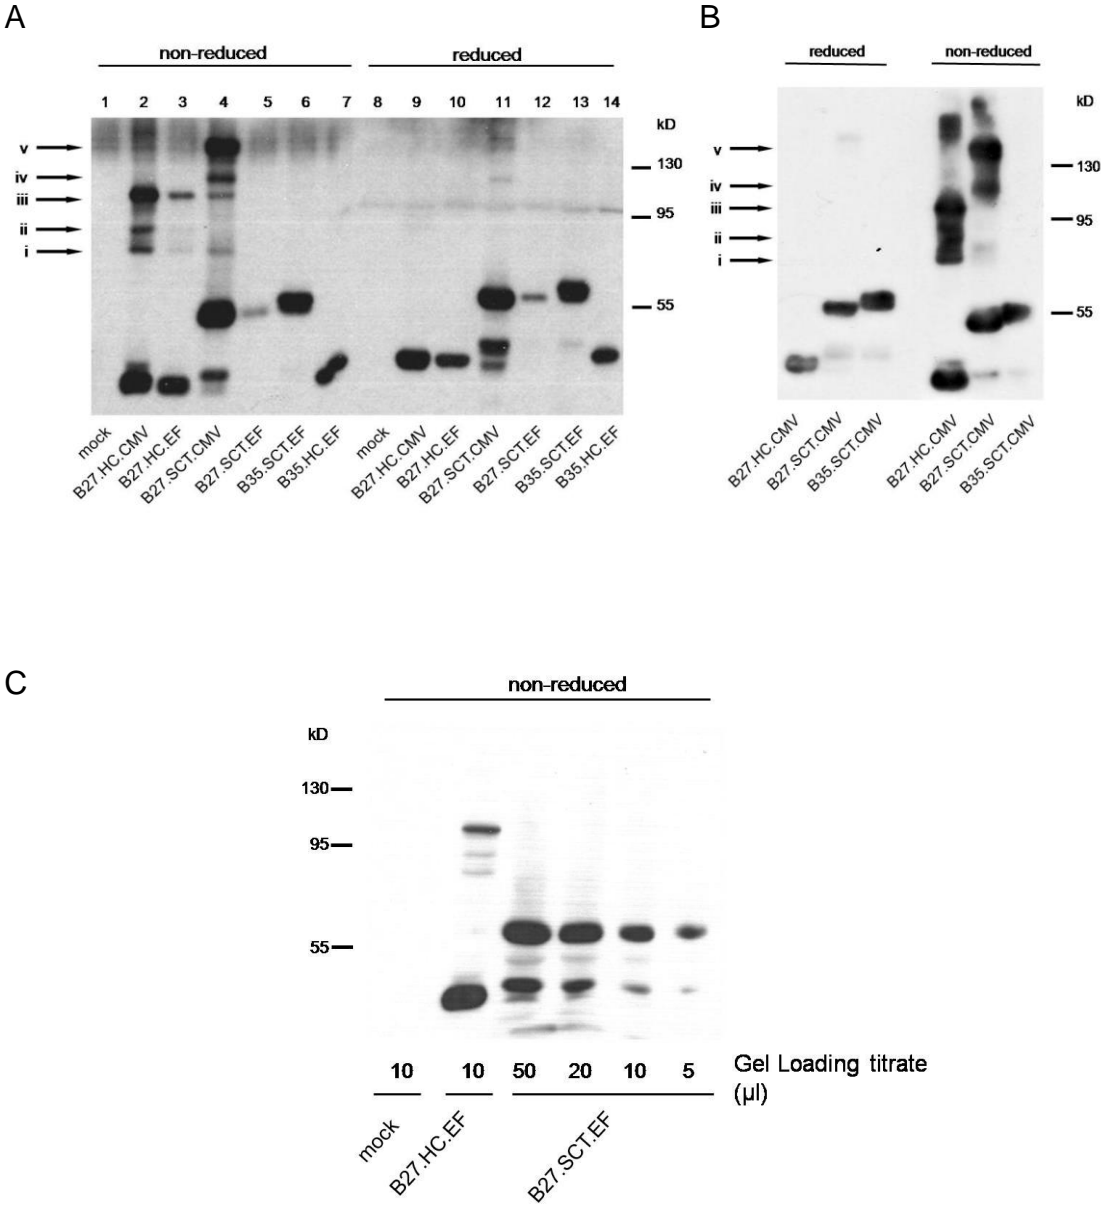 A
non-reduced
reduced
1 2 3 4 5 6 7 8 9 10 11 12 13 14
kD
v
iv
iii
ii
i
130
95
55
mock
B27.HC.CMV
B27.HC.EF
B27.SCT.CMV
B27.SCT.EF
B35.SCT.EF
B35.HC.EF
mock
B27.HC.CMV
B27.HC.EF
B27.SCT.CMV
B27.SCT.EF
B35.SCT.EF
B35.HC.EF
B
reduced
non-reduced
kD
v
iv
iii
ii
i
130
95
55
B27.HC.CMV
B27.SCT.CMV
B35.SCT.CMV
B27.HC.CMV
B27.SCT.CMV
B35.SCT.CMV
C
non-reduced
kD
130
95
55
10 10 50 20 10 5
Gel Loading titrate
(µl)
mock
B27.HC.EF
B27.SCT.EF